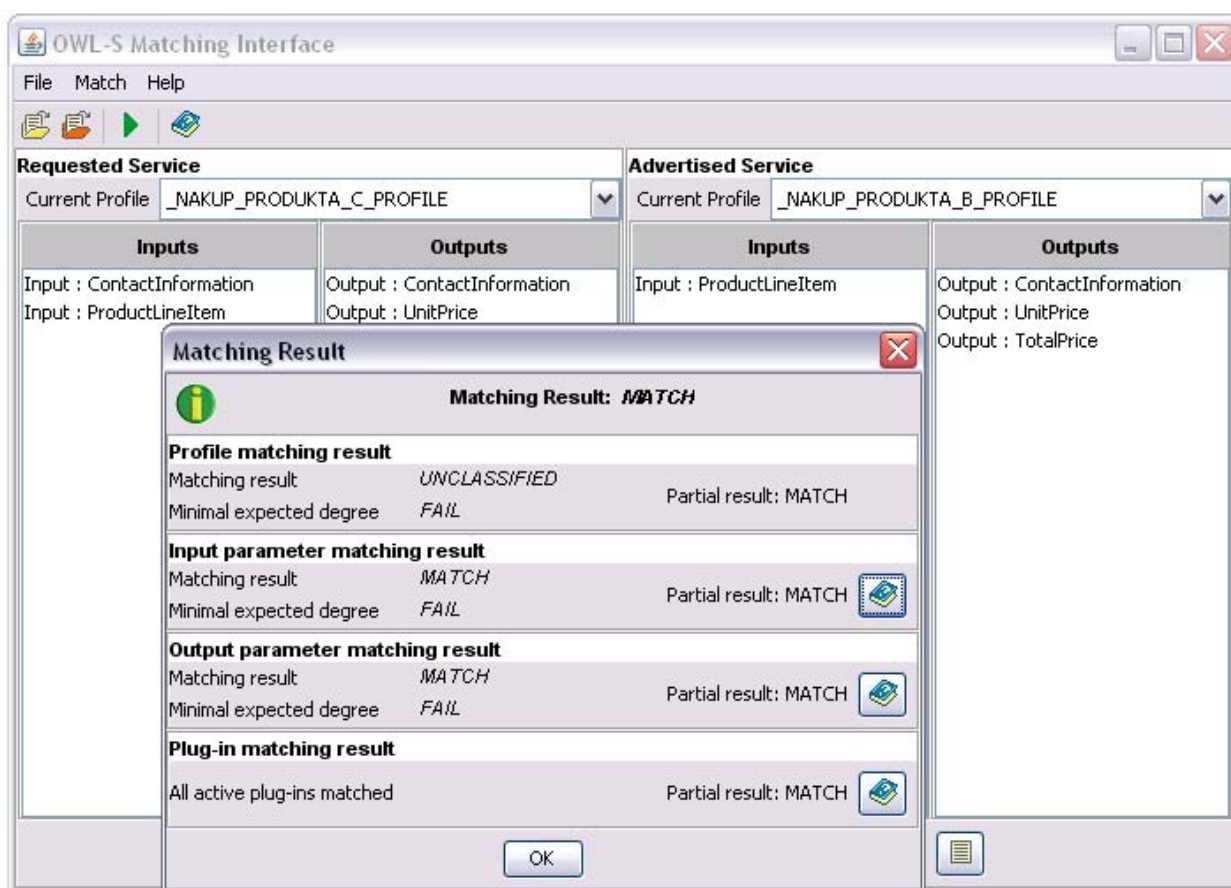 OWL-S Matching Interface
File Match Help
Requested Service
Current Profile _NAKUP_PRODUKTA_C_PROFILE
Inputs Outputs
Input : ContactInformation
Input : ProductLineItem
Output : ContactInformation
Output : UnitPrice
Advertised Service
Current Profile _NAKUP_PRODUKTA_B_PROFILE
Inputs Outputs
Input : ProductLineItem
Output : ContactInformation
Output : UnitPrice
Output : TotalPrice
Matching Result
Matching Result: MATCH
Profile matching result
Matching result UNCLASSIFIED
Minimal expected degree FAIL
Partial result: MATCH
Input parameter matching result
Matching result MATCH
Minimal expected degree FAIL
Partial result: MATCH
Output parameter matching result
Matching result MATCH
Minimal expected degree FAIL
Partial result: MATCH
Plug-in matching result
All active plug-ins matched
Partial result: MATCH
OK